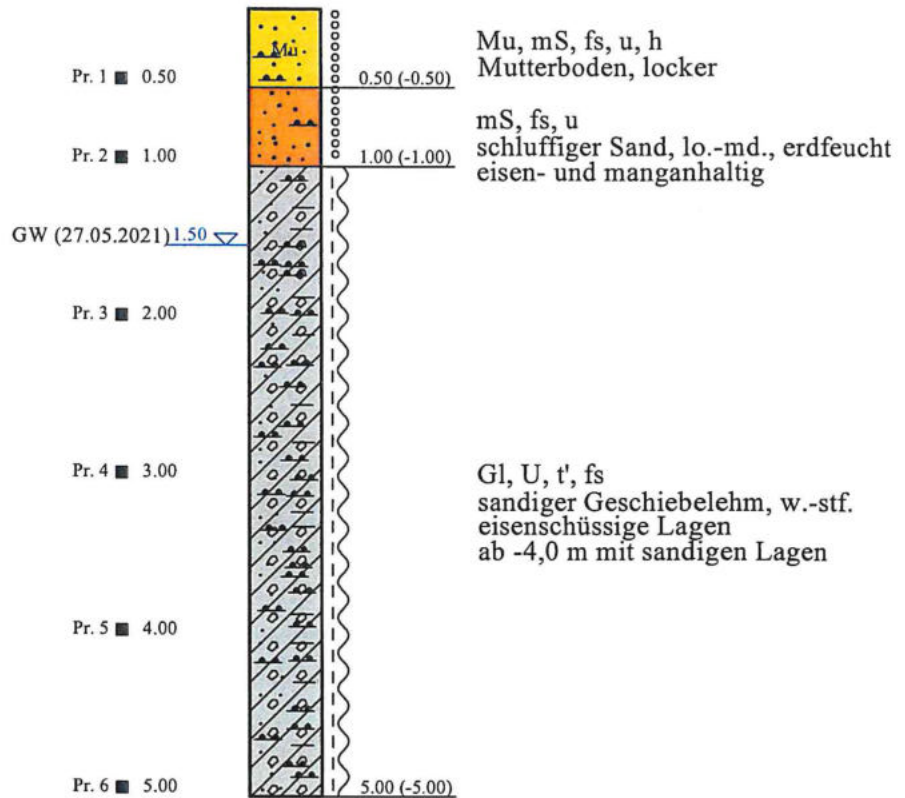 Mu
Mu, mS, fs, u, h
Mutterboden, locker
Pr. 1 0.50
0.50 (-0.50)
mS, fs, u
schluffiger Sand, lo.-md., erdfeucht
eisen- und manganhaltig
Pr. 2 1.00
1.00 (-1.00)
GW (27.05.2021) 1.50
Pr. 3 2.00
Pr. 4 3.00
Gl, U, t', fs
sandiger Geschiebelehm, w.-stf.
eisenschüssige Lagen
ab -4,0 m mit sandigen Lagen
Pr. 5 4.00
Pr. 6 5.00
5.00 (-5.00)